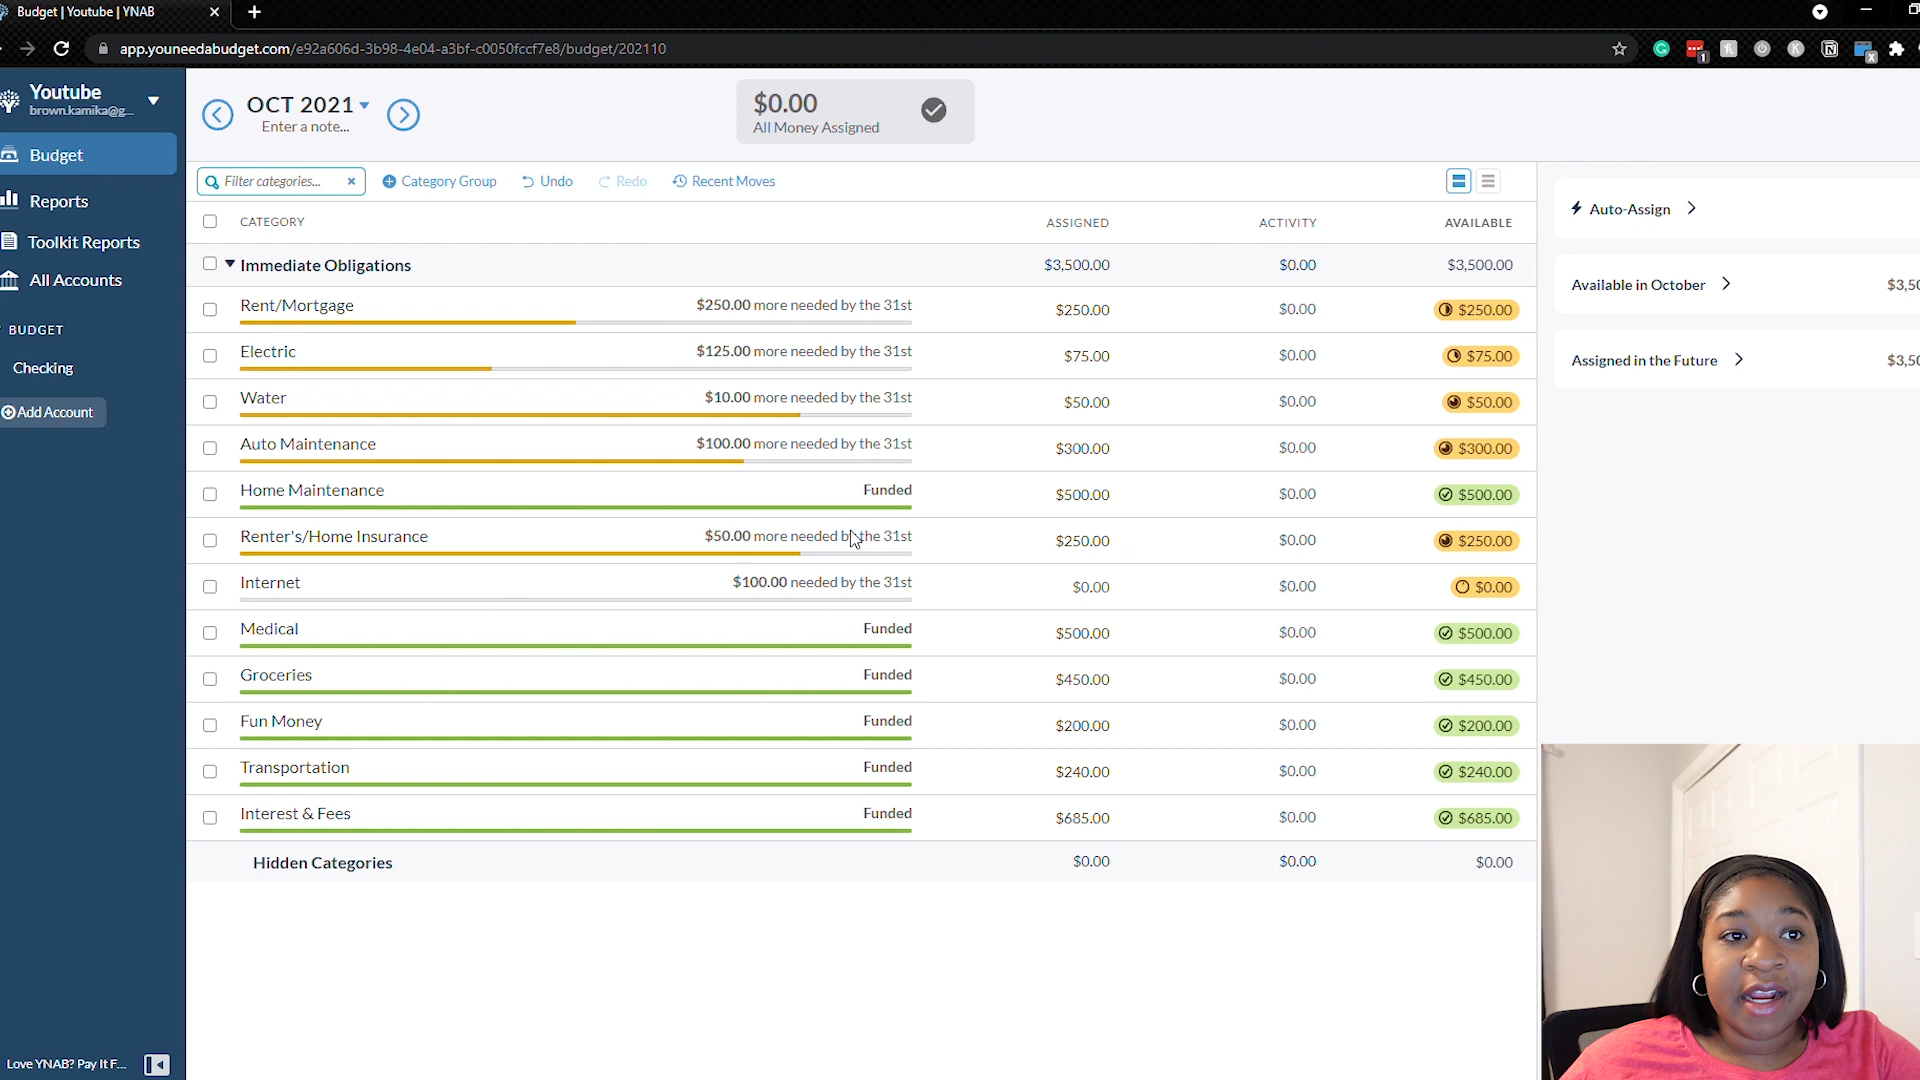 Budget | Youtube | YNAB
app.youneedabudget.com/e92a606d-3b98-4e04-a3bf-c0050fccf7e8/budget/202110
1
Youtube
brown.kamika@g...
OCT 2021
Enter a note...
$0.00
All Money Assigned
Budget
Reports
Toolkit Reports
All Accounts
BUDGET
Checking
Add Account
Love YNAB? Pay It F...
Filter categories...
Category Group
Undo
Redo
Recent Moves
CATEGORY ASSIGNED ACTIVITY AVAILABLE
Immediate Obligations $3,500.00 $0.00 $3,500.00
Rent/Mortgage $250.00 more needed by the 31st $250.00 $0.00 $250.00
Electric $125.00 more needed by the 31st $75.00 $0.00 $75.00
Water $10.00 more needed by the 31st $50.00 $0.00 $50.00
Auto Maintenance $100.00 more needed by the 31st $300.00 $0.00 $300.00
Home Maintenance Funded $500.00 $0.00 $500.00
Renter's/Home Insurance $50.00 more needed by the 31st $250.00 $0.00 $250.00
Internet $100.00 needed by the 31st $0.00 $0.00 $0.00
Medical Funded $500.00 $0.00 $500.00
Groceries Funded $450.00 $0.00 $450.00
Fun Money Funded $200.00 $0.00 $200.00
Transportation Funded $240.00 $0.00 $240.00
Interest & Fees Funded $685.00 $0.00 $685.00
Hidden Categories $0.00 $0.00 $0.00
Auto-Assign
Available in October $3,50
Assigned in the Future $3,50